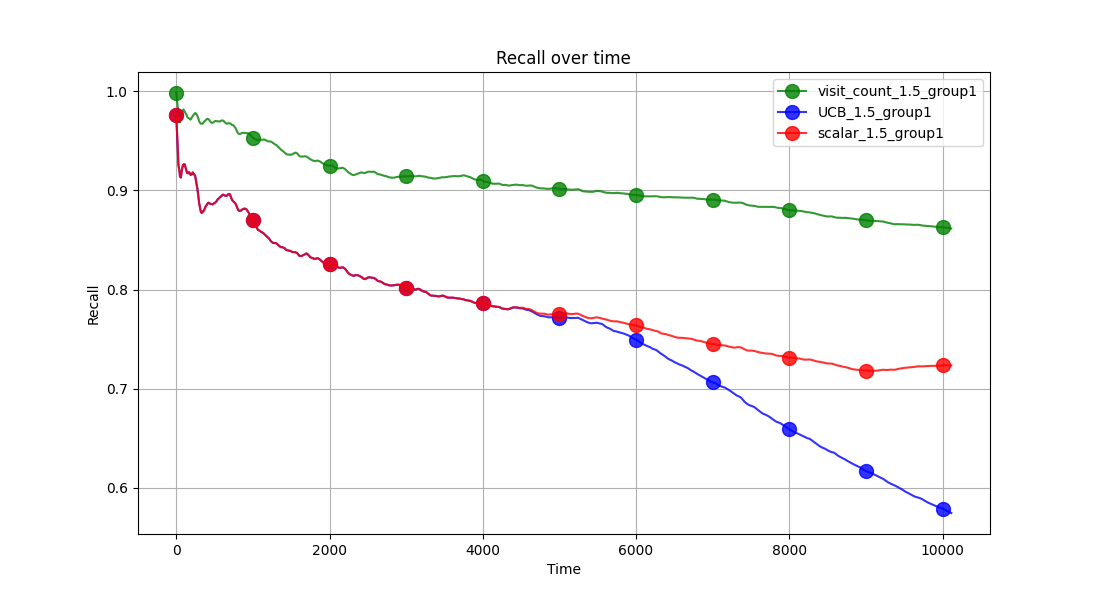 Recall over time
visit_count_1.5_group1
UCB_1.5_group1
scalar_1.5_group1
1.0
0.9
0.8
0.7
0.6
Recall
0
2000
4000
6000
8000
10000
Time